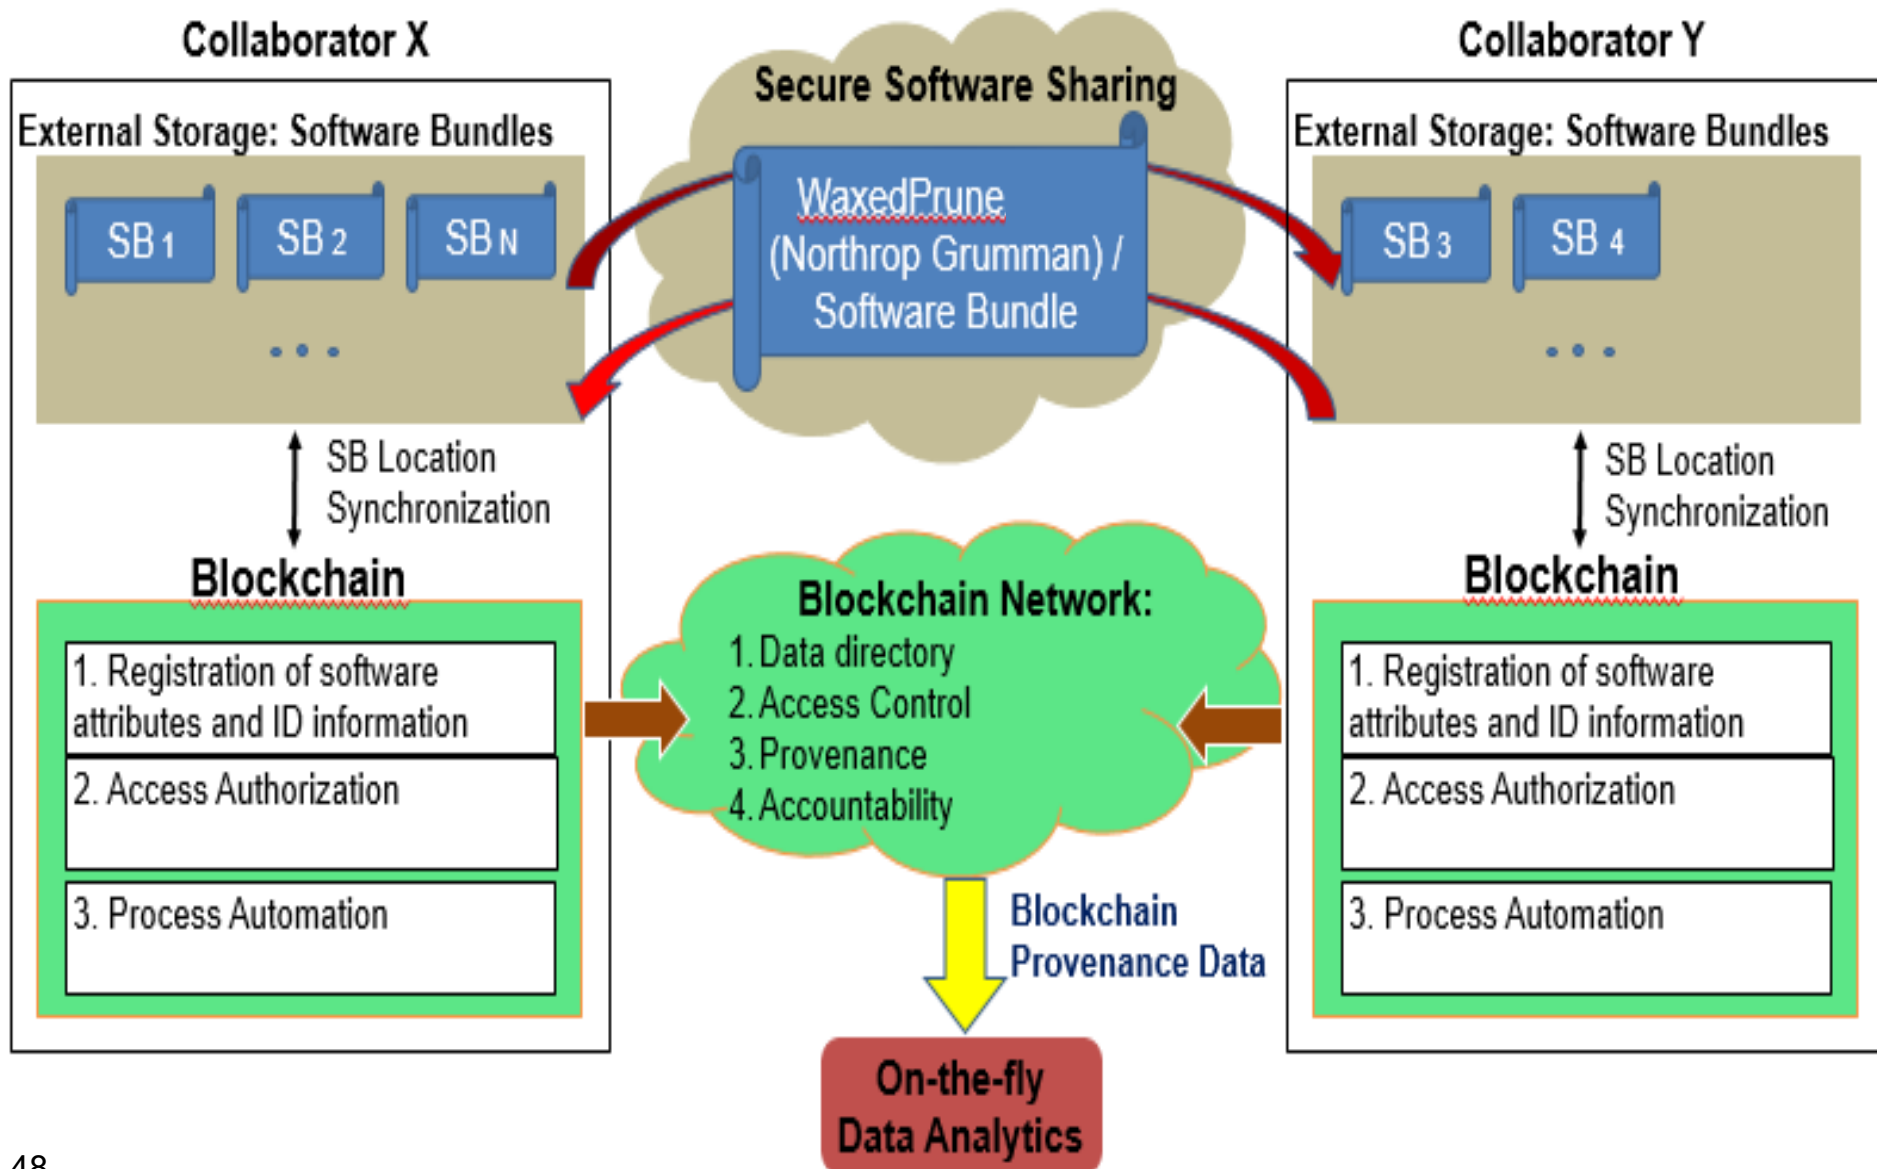 Collaborator X
External Storage: Software Bundles
SB 1
SB 2
SB N
SB Location
Synchronization
Blockchain
1. Registration of software
attributes and ID information
2. Access Authorization
3. Process Automation
Secure Software Sharing
WaxedPrune
(Northrop Grumman) /
Software Bundle
Blockchain Network:
1. Data directory
2. Access Control
3. Provenance
4. Accountability
Blockchain
Provenance Data
On-the-fly
Data Analytics
Collaborator Y
External Storage: Software Bundles
SB 3
SB 4
SB Location
Synchronization
Blockchain
1. Registration of software
attributes and ID information
2. Access Authorization
3. Process Automation
48